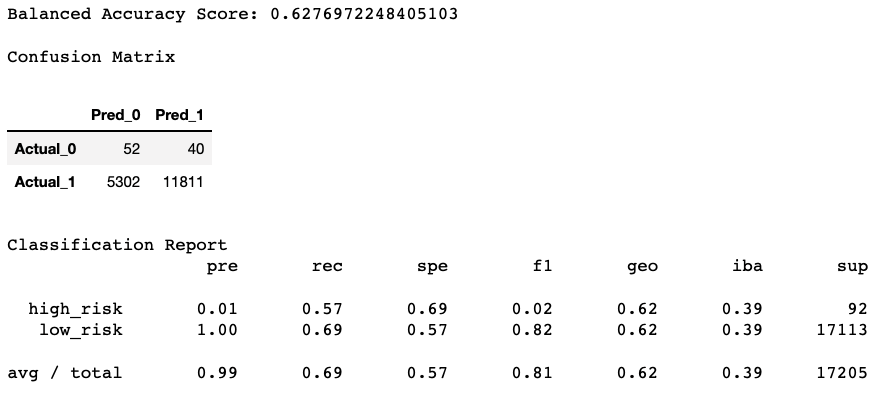 Balanced Accuracy Score: 0.6276972248405103
Confusion Matrix
Pred_0 Pred_1
Actual_0 52 40
Actual_1 5302 11811
Classification Report
pre rec spe f1 geo iba sup
high_risk 0.01 0.57 0.69 0.02 0.62 0.39 92
low_risk 1.00 0.69 0.57 0.82 0.62 0.39 17113
avg / total 0.99 0.69 0.57 0.81 0.62 0.39 17205